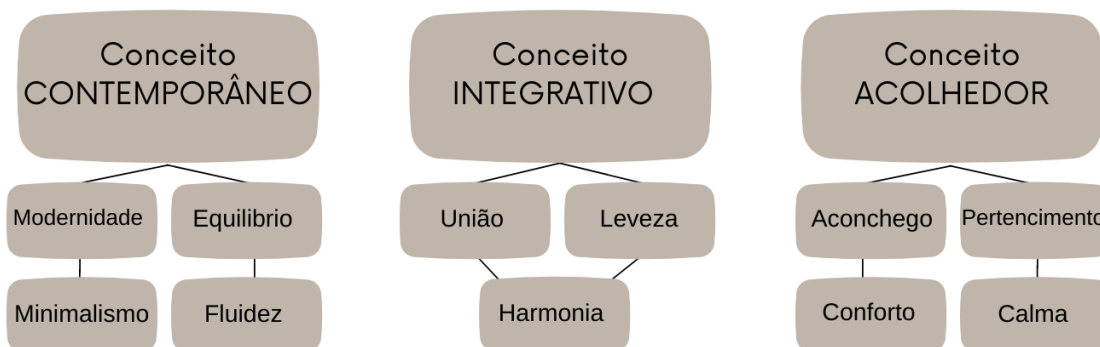 Conceito
CONTEMPORÂNEO
Conceito
INTEGRATIVO
Conceito
ACOLHEDOR
Modernidade
Equilibrio
União
Leveza
Aconchego
Pertencimento
Minimalismo
Fluidez
Harmonia
Conforto
Calma